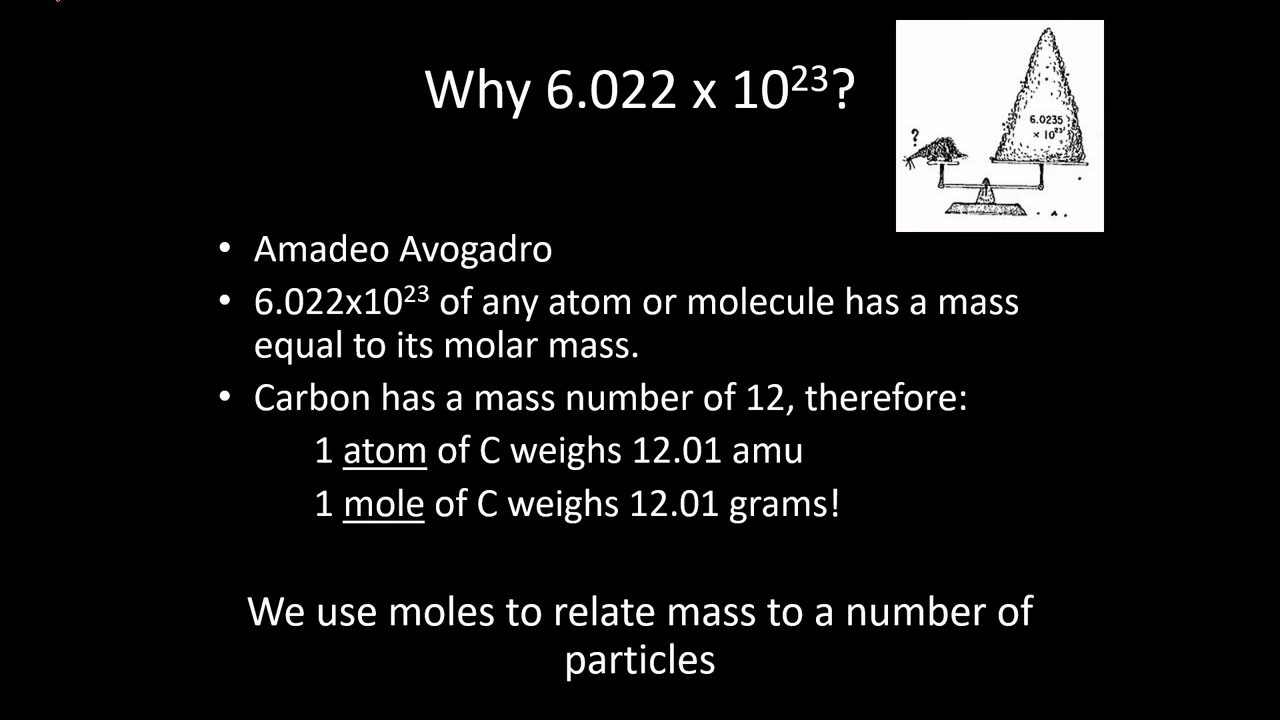 Why 6.022 x 10²³?
?
6.0235
× 10²³
• Amadeo Avogadro
• 6.022x10²³ of any atom or molecule has a mass
equal to its molar mass.
• Carbon has a mass number of 12, therefore:
1 atom of C weighs 12.01 amu
1 mole of C weighs 12.01 grams!
We use moles to relate mass to a number of
particles